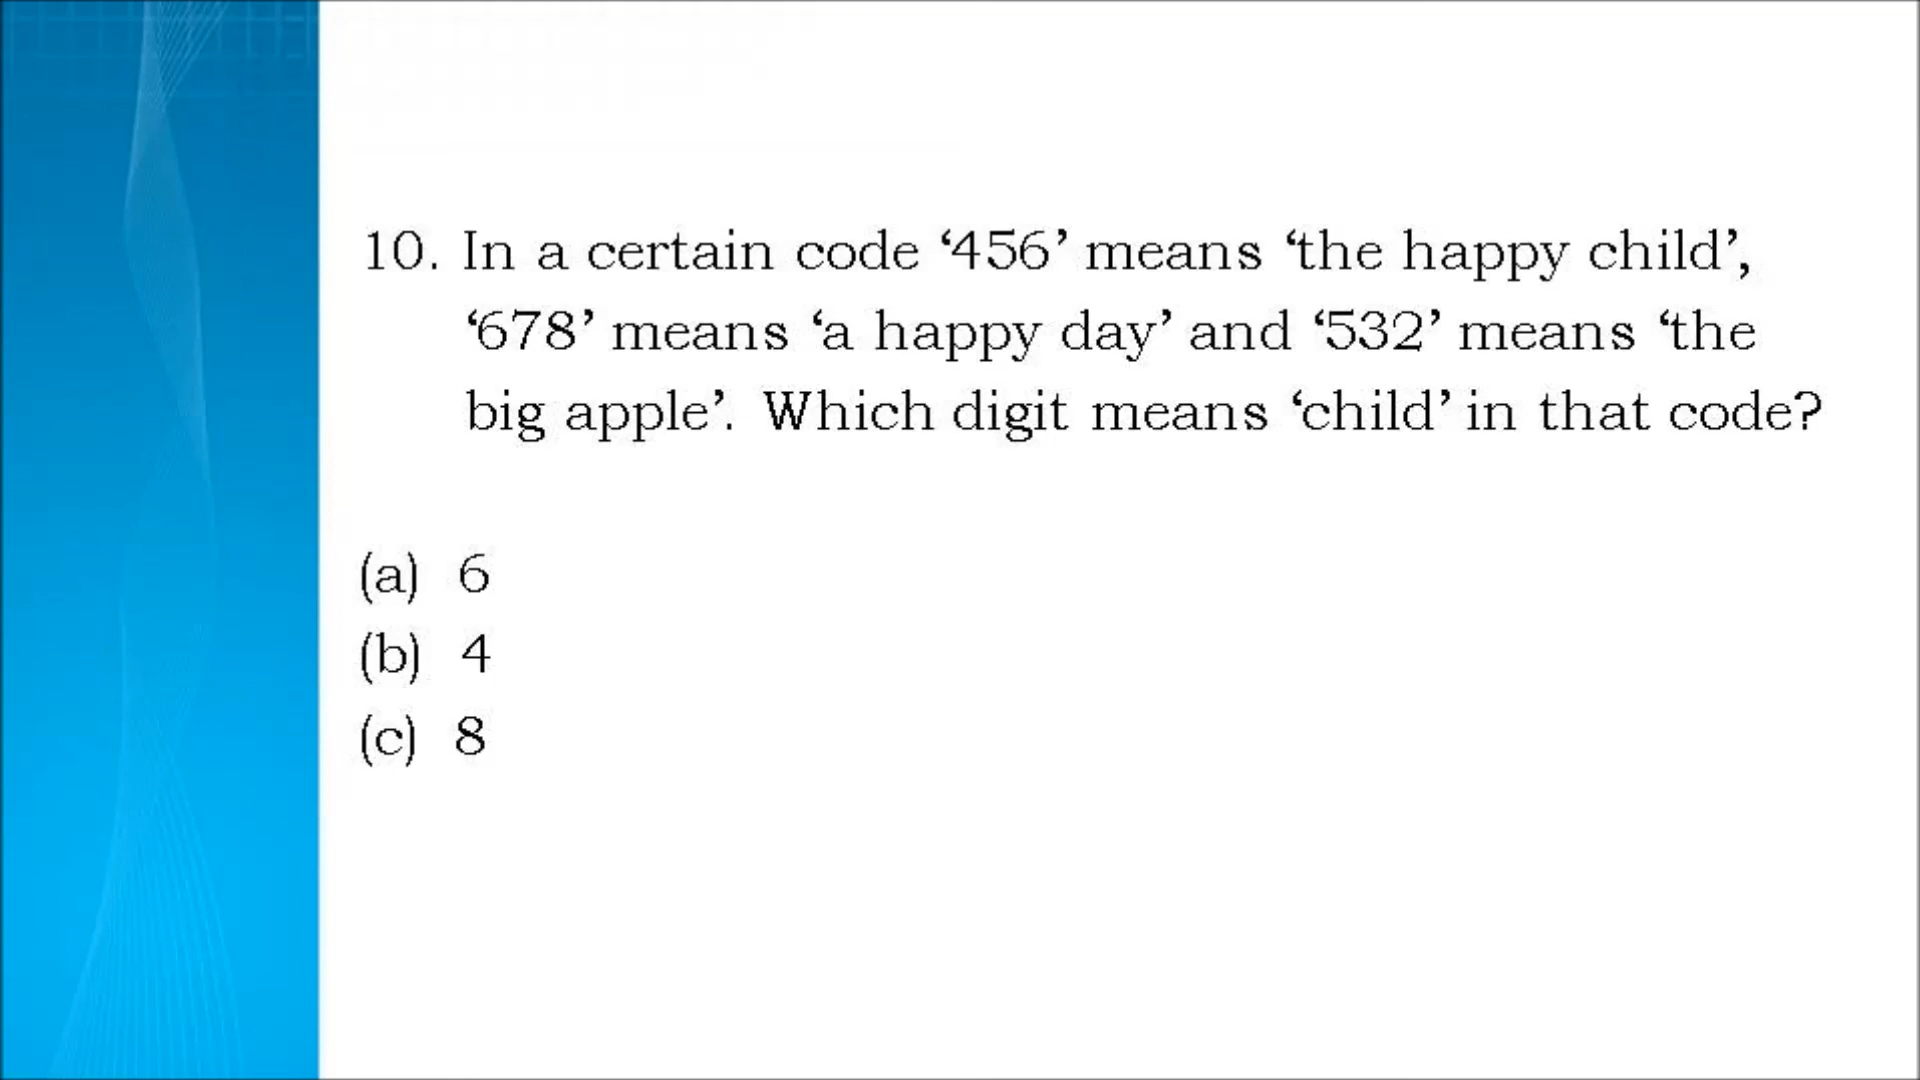 10. In a certain code ‘456’ means ‘the happy child’,
‘678’ means ‘a happy day’ and ‘532’ means ‘the
big apple’. Which digit means ‘child’ in that code?
(a) 6
(b) 4
(c) 8